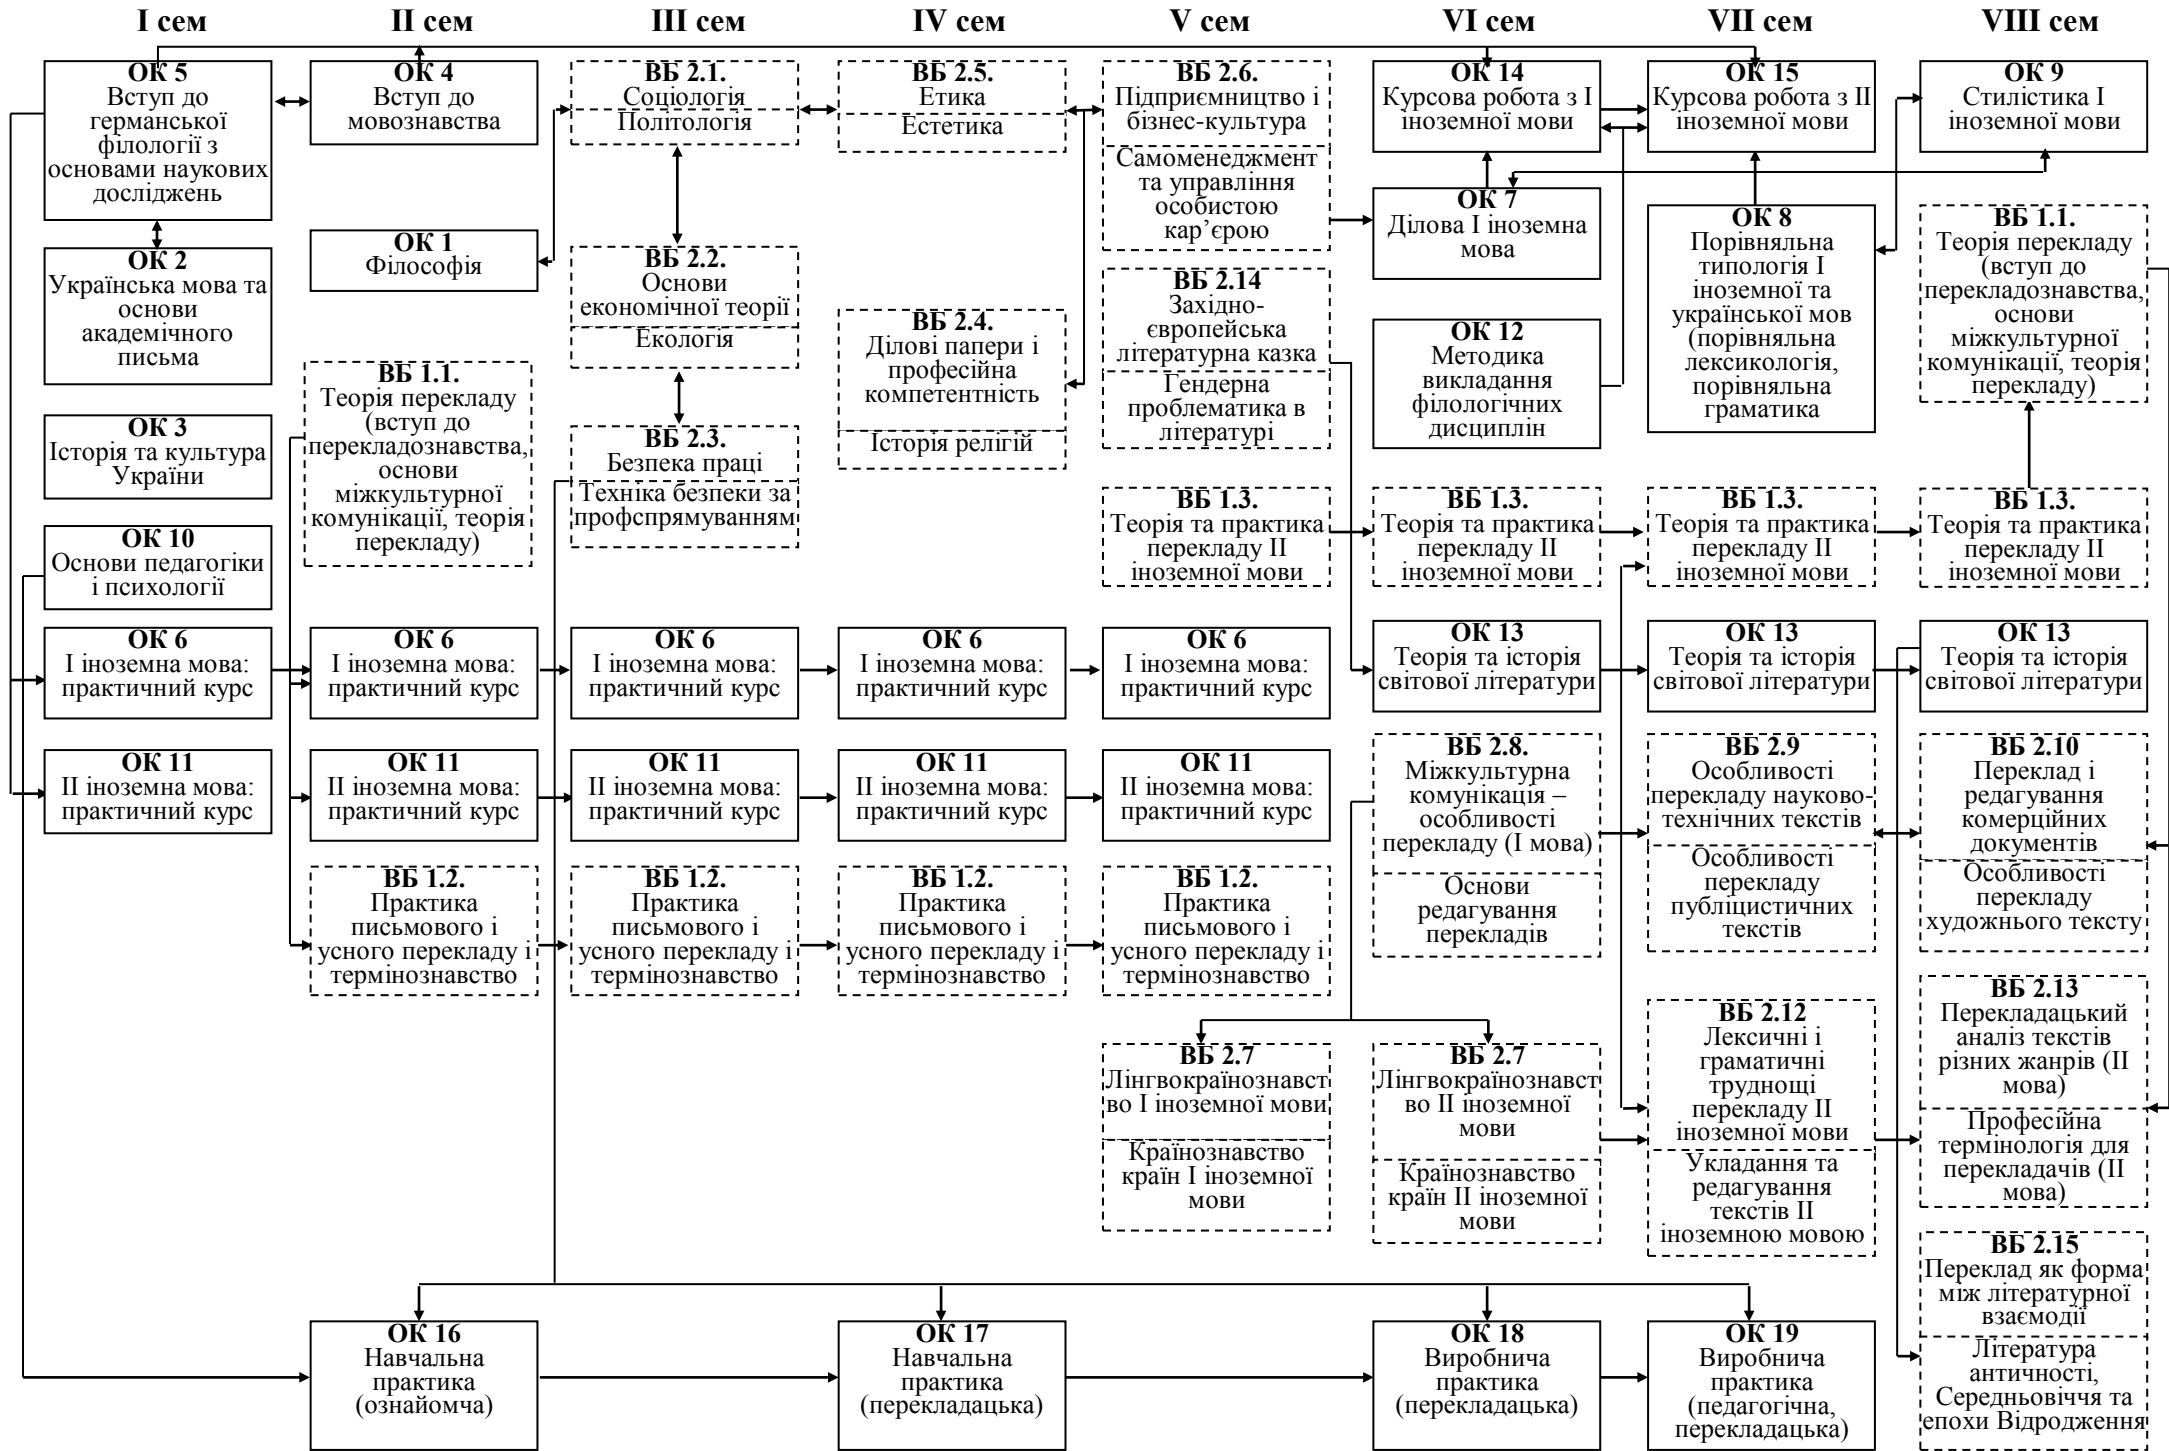 I сем
II сем
III сем
IV сем
V сем
VI сем
VII сем
VIII сем
ОК 5
Вступ до
германської
філології з
основами наукових
досліджень
ОК 2
Українська мова та
основи
академічного
письма
ОК 3
Історія та культура
України
ОК 10
Основи педагогіки
і психології
ОК 6
І іноземна мова:
практичний курс
ОК 11
ІІ іноземна мова:
практичний курс
ОК 4
Вступ до
мовознавства
ОК 1
Філософія
ВБ 1.1.
Теорія перекладу
(вступ до
перекладознавства,
основи
міжкультурної
комунікації, теорія
перекладу)
ОК 6
І іноземна мова:
практичний курс
ОК 11
ІІ іноземна мова:
практичний курс
ВБ 1.2.
Практика
письмового і
усного перекладу і
термінознавство
ОК 16
Навчальна
практика
(ознайомча)
ВБ 2.1.
Соціологія
Політологія
ВБ 2.2.
Основи
економічної теорії
Екологія
ВБ 2.3.
Безпека праці
Техніка безпеки за
профспрямуванням
ОК 6
І іноземна мова:
практичний курс
ОК 11
ІІ іноземна мова:
практичний курс
ВБ 1.2.
Практика
письмового і
усного перекладу і
термінознавство
ВБ 2.5.
Етика
Естетика
ВБ 2.4.
Ділові папери і
професійна
компетентність
Історія релігій
ОК 6
І іноземна мова:
практичний курс
ОК 11
ІІ іноземна мова:
практичний курс
ВБ 1.2.
Практика
письмового і
усного перекладу і
термінознавство
ОК 17
Навчальна
практика
(перекладацька)
ВБ 2.6.
Підприємництво і
бізнес-культура
Самоменеджмент
та управління
особистою
кар’єрою
ВБ 2.14
Західно-
європейська
літературна казка
Гендерна
проблематика в
літературі
ВБ 1.3.
Теорія та практика
перекладу ІІ
іноземної мови
ОК 6
І іноземна мова:
практичний курс
ОК 11
ІІ іноземна мова:
практичний курс
ВБ 1.2.
Практика
письмового і
усного перекладу і
термінознавство
ВБ 2.7
Лінгвокраїнознавст
во І іноземної мови
Країнознавство
країн І іноземної
мови
ОК 14
Курсова робота з І
іноземної мови
ОК 7
Ділова І іноземна
мова
ОК 12
Методика
викладання
філологічних
дисциплін
ВБ 1.3.
Теорія та практика
перекладу ІІ
іноземної мови
ОК 13
Теорія та історія
світової літератури
ВБ 2.8.
Міжкультурна
комунікація –
особливості
перекладу (І мова)
Основи
редагування
перекладів
ВБ 2.7
Лінгвокраїнознавст
во ІІ іноземної
мови
Країнознавство
країн ІІ іноземної
мови
ОК 18
Виробнича
практика
(перекладацька)
ОК 15
Курсова робота з ІІ
іноземної мови
ОК 8
Порівняльна
типологія І
іноземної та
української мов
(порівняльна
лексикологія,
порівняльна
граматика
ВБ 1.3.
Теорія та практика
перекладу ІІ
іноземної мови
ОК 13
Теорія та історія
світової літератури
ВБ 2.9
Особливості
перекладу науково-
технічних текстів
Особливості
перекладу
публіцистичних
текстів
ВБ 2.12
Лексичні і
граматичні
труднощі
перекладу ІІ
іноземної мови
Укладання та
редагування
текстів ІІ
іноземною мовою
ОК 19
Виробнича
практика
(педагогічна,
перекладацька)
ОК 9
Стилістика І
іноземної мови
ВБ 1.1.
Теорія перекладу
(вступ до
перекладознавства,
основи
міжкультурної
комунікації, теорія
перекладу)
ВБ 1.3.
Теорія та практика
перекладу ІІ
іноземної мови
ОК 13
Теорія та історія
світової літератури
ВБ 2.10
Переклад і
редагування
комерційних
документів
Особливості
перекладу
художнього тексту
ВБ 2.13
Перекладацький
аналіз текстів
різних жанрів (ІІ
мова)
Професійна
термінологія для
перекладачів (ІІ
мова)
ВБ 2.15
Переклад як форма
між літературної
взаємодії
Література
античності,
Середньовіччя та
епохи Відродження